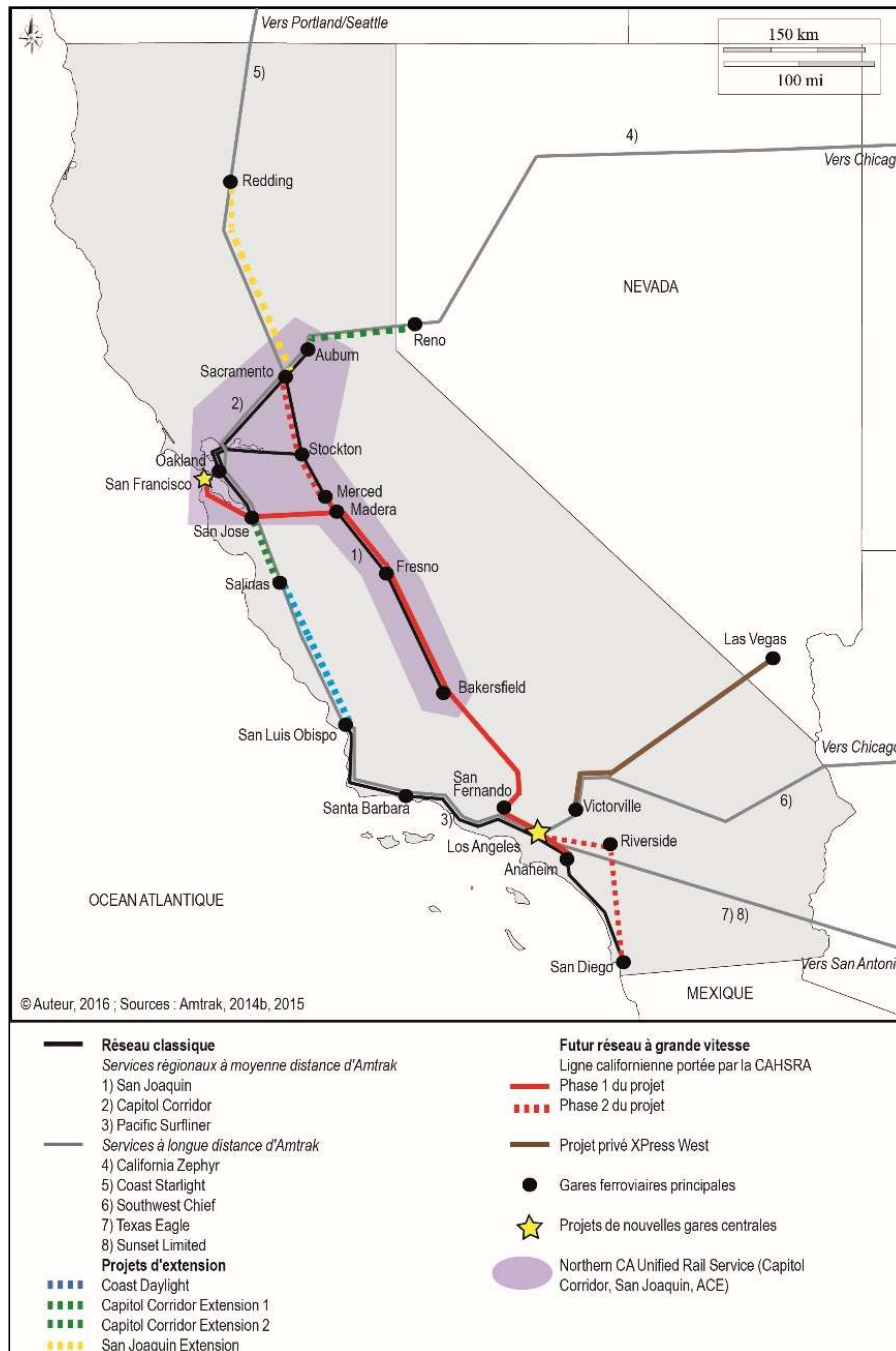 Vers Portland/Seattle
150 km
100 mi
5)
4)
Vers Chicag
Redding
NEVADA
Reno
Auburn
Sacramento
2)
Stockton
Oakland
San Francisco
Merced
Madera
San Jose
1)
Fresno
Salinas
Las Vegas
Bakersfield
San Luis Obispo
Vers Chicago
San
Fernando
Victorville
6)
Santa Barbara
3)
Los Angeles
Riverside
Anaheim
OCEAN ATLANTIQUE
7) 8)
San Diego
Vers San Antoni
MEXIQUE
© Auteur, 2016 ; Sources : Amtrak, 2014b, 2015
Réseau classique
Services régionaux à moyenne distance d'Amtrak
1) San Joaquin
2) Capitol Corridor
3) Pacific Surfliner
Services à longue distance d'Amtrak
4) California Zephyr
5) Coast Starlight
6) Southwest Chief
7) Texas Eagle
8) Sunset Limited
Projets d'extension
Coast Daylight
Capitol Corridor Extension 1
Capitol Corridor Extension 2
San Joaquin Extension
Futur réseau à grande vitesse
Ligne californienne portée par la CAHSRA
Phase 1 du projet
Phase 2 du projet
Projet privé XPress West
Gares ferroviaires principales
Projets de nouvelles gares centrales
Northern CA Unified Rail Service (Capitol
Corridor, San Joaquin, ACE)